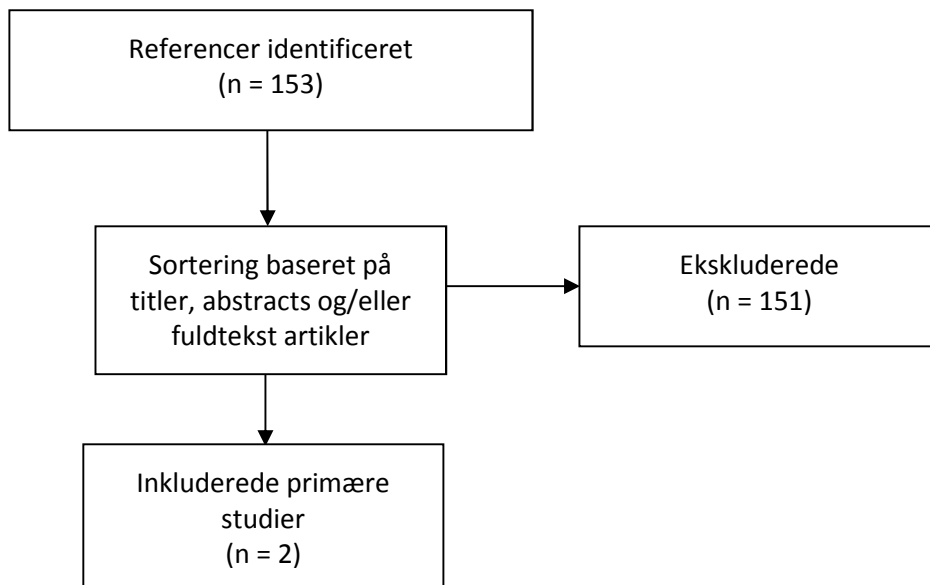 Referencer identificeret
(n = 153)
Sortering baseret på
titler, abstracts og/eller
fuldtekst artikler
Ekskluderede
(n = 151)
Inkluderede primære
studier
(n = 2)